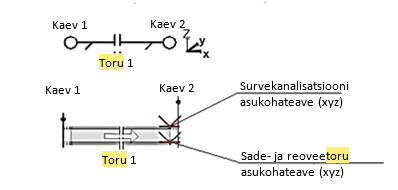 Kaev 1
Kaev 2
Z
y
x
Toru 1
Kaev 1
Kaev 2
Survekanalisatsiooni
asukohateave (xyz)
Toru 1
Sade- ja reoveetoru
asukohateave (xyz)